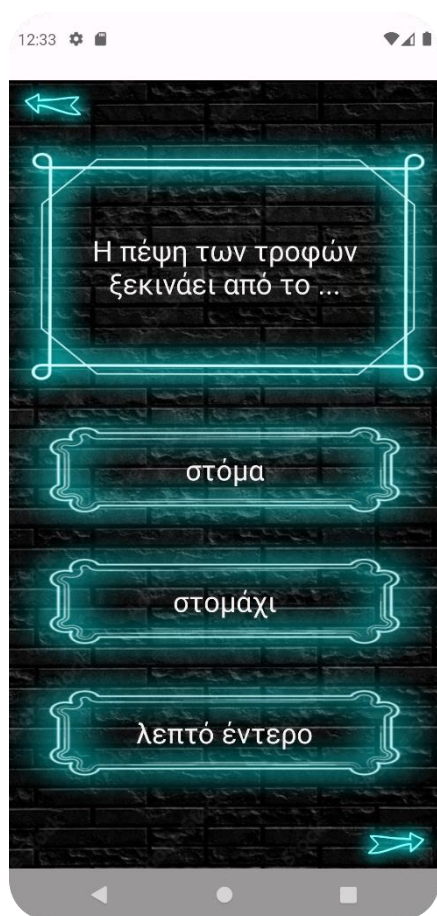 12:33
Η πέψη των τροφών
ξεκινάει από το ...
στόμα
στομάχι
λεπτό έντερο